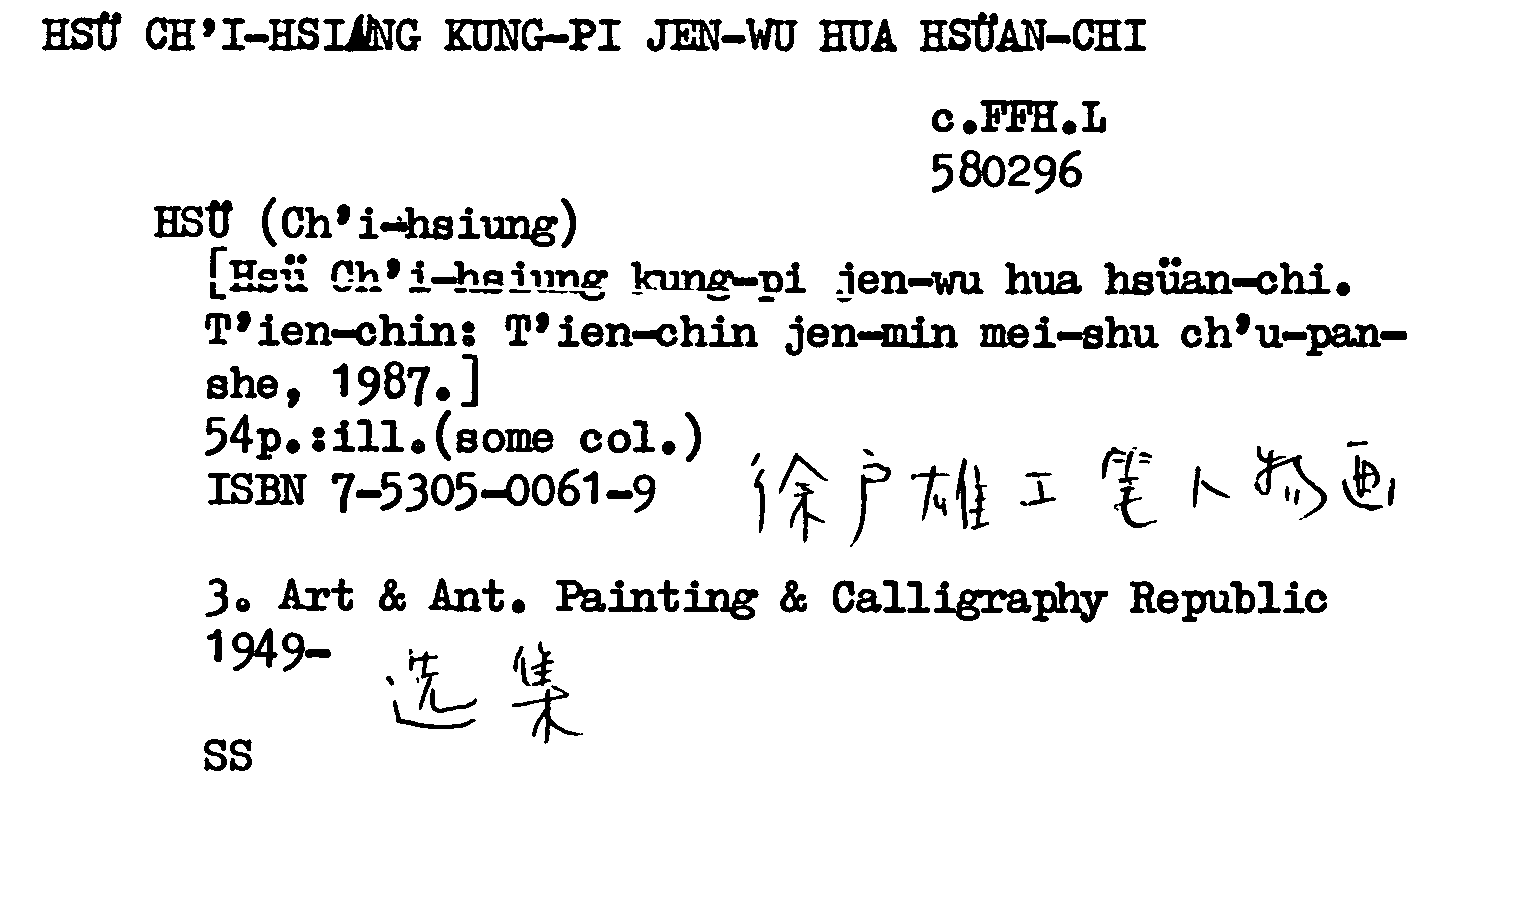 HSÜ CH'I-HSIANG KUNG-PI JEN-WU HUA HSÜAN-CHI
c.FFH.L
580296
HSÜ (Ch'i-hsiung)
[Hsü Ch'i-hsiung kung-pi jen-wu hua hsüan-chi.
T'ien-chin: T'ien-chin jen-min mei-shu ch'u-pan-
she, 1987.]
54p.:ill.(some col.)
ISBN 7-5305-0061-9
徐户雄工笔人物画
3. Art & Ant. Painting & Calligraphy Republic
1949-
选集
SS